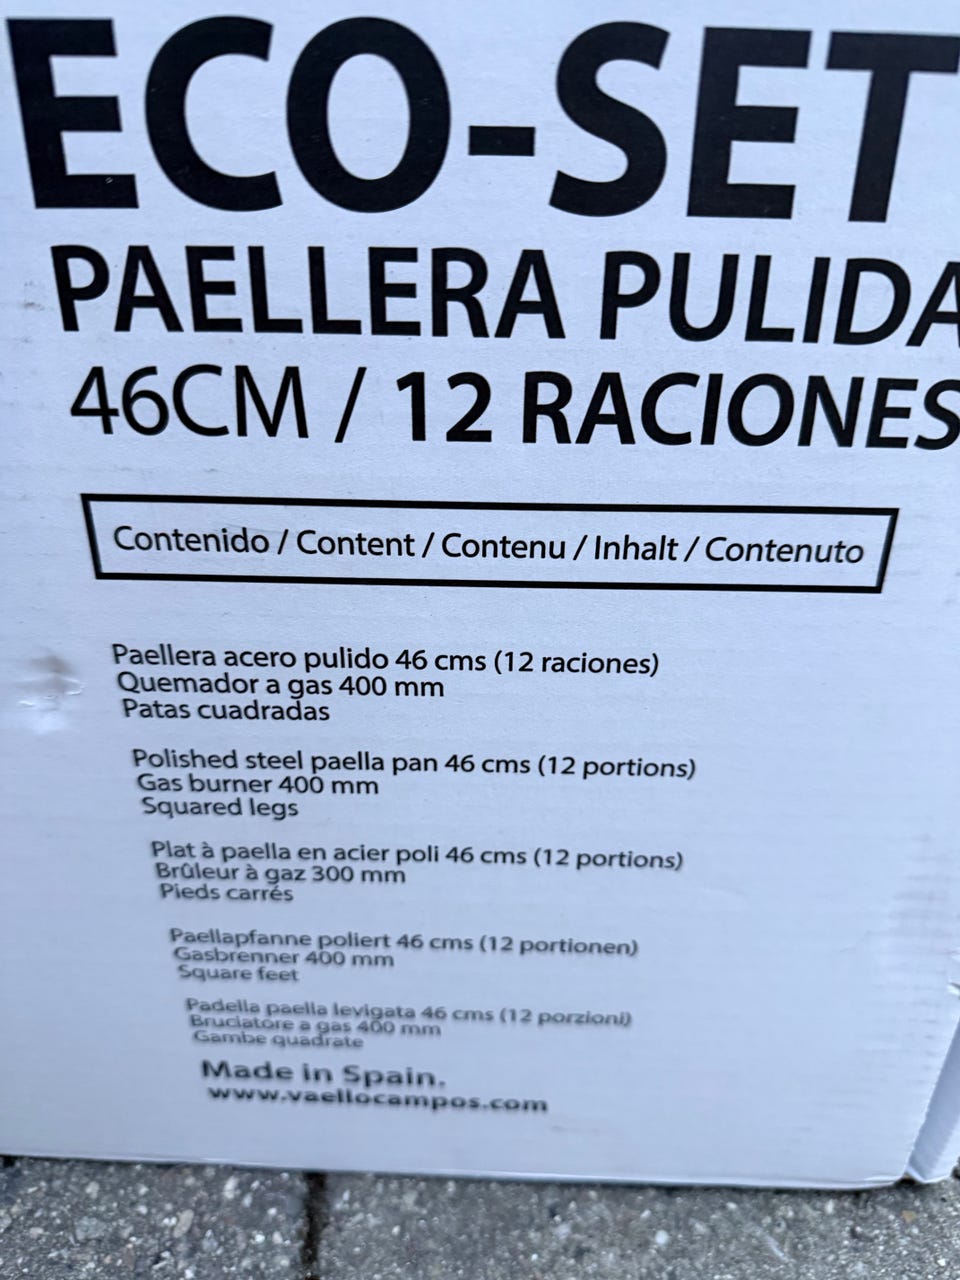 ECO-SET
PAELLERA PULIDA
46CM / 12 RACIONES
Contenido / Content / Contenu / Inhalt / Contenuto
Paellera acero pulido 46 cms (12 raciones)
Quemador a gas 400 mm
Patas cuadradas
Polished steel paella pan 46 cms (12 portions)
Gas burner 400 mm
Squared legs
Plat à paella en acier poli 46 cms (12 portions)
Brûleur à gaz 300 mm
Pieds carrés
Paellapfanne poliert 46 cms (12 portionen)
Gasbrenner 400 mm
Square feet
Padella paella levigata 46 cms (12 porzioni)
Bruciatore a gas 400 mm
Gambe quadrate
Made in Spain.
www.vaellocampos.com